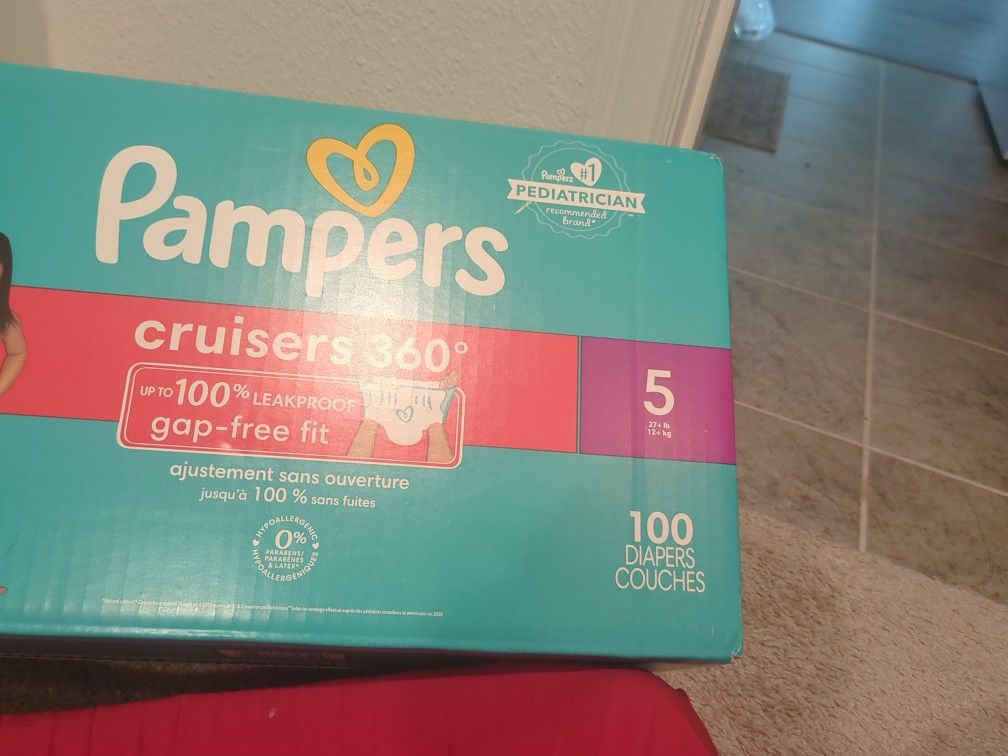 Pampers
Pampers #1
PEDIATRICIAN
recommended
brand*
cruisers 360°
UP TO 100% LEAKPROOF
gap-free fit
5
27+ lb
12+ kg
ajustement sans ouverture
jusqu'à 100 % sans fuites
HYPOALLERGENIC
0%
PARABENS/
PARABÈNES
& LATEX*
HYPOALLERGÉNIQUES
100
DIAPERS
COUCHES